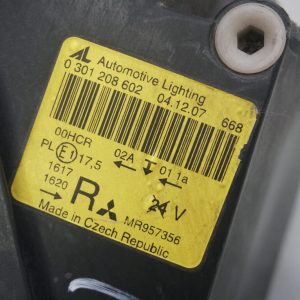 AL Automotive Lighting
0 301 208 602 04.12.07 668
00HCR 02A 01 1a
PL E1 17,5
1617
1620 R 24 V
MR957356
Made in Czech Republic